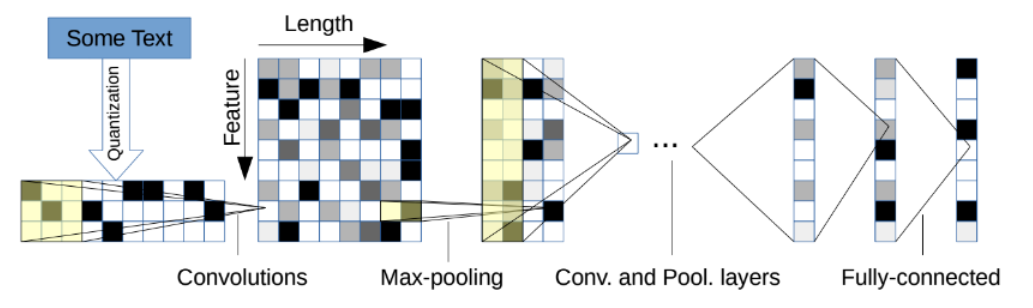 Some Text
Quantization
Length
Feature
...
Convolutions
Max-pooling
Conv. and Pool. layers
Fully-connected